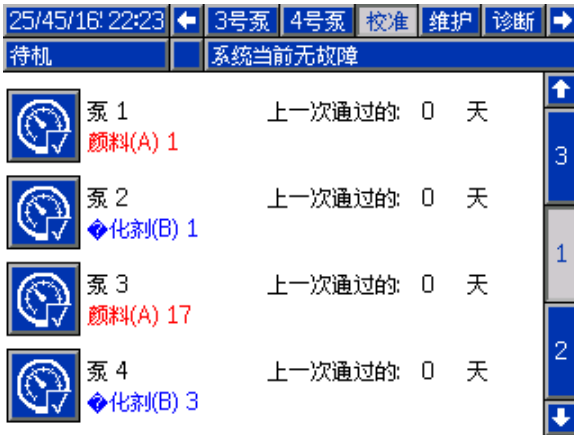 25/45/16 22:23 3号泵 4号泵 校准 维护 诊断
待机 系统当前无故障
泵 1 上一次通过的: 0 天
颜料(A) 1
3
泵 2 上一次通过的: 0 天
�化剂(B) 1
1
泵 3 上一次通过的: 0 天
颜料(A) 17
2
泵 4 上一次通过的: 0 天
�化剂(B) 3